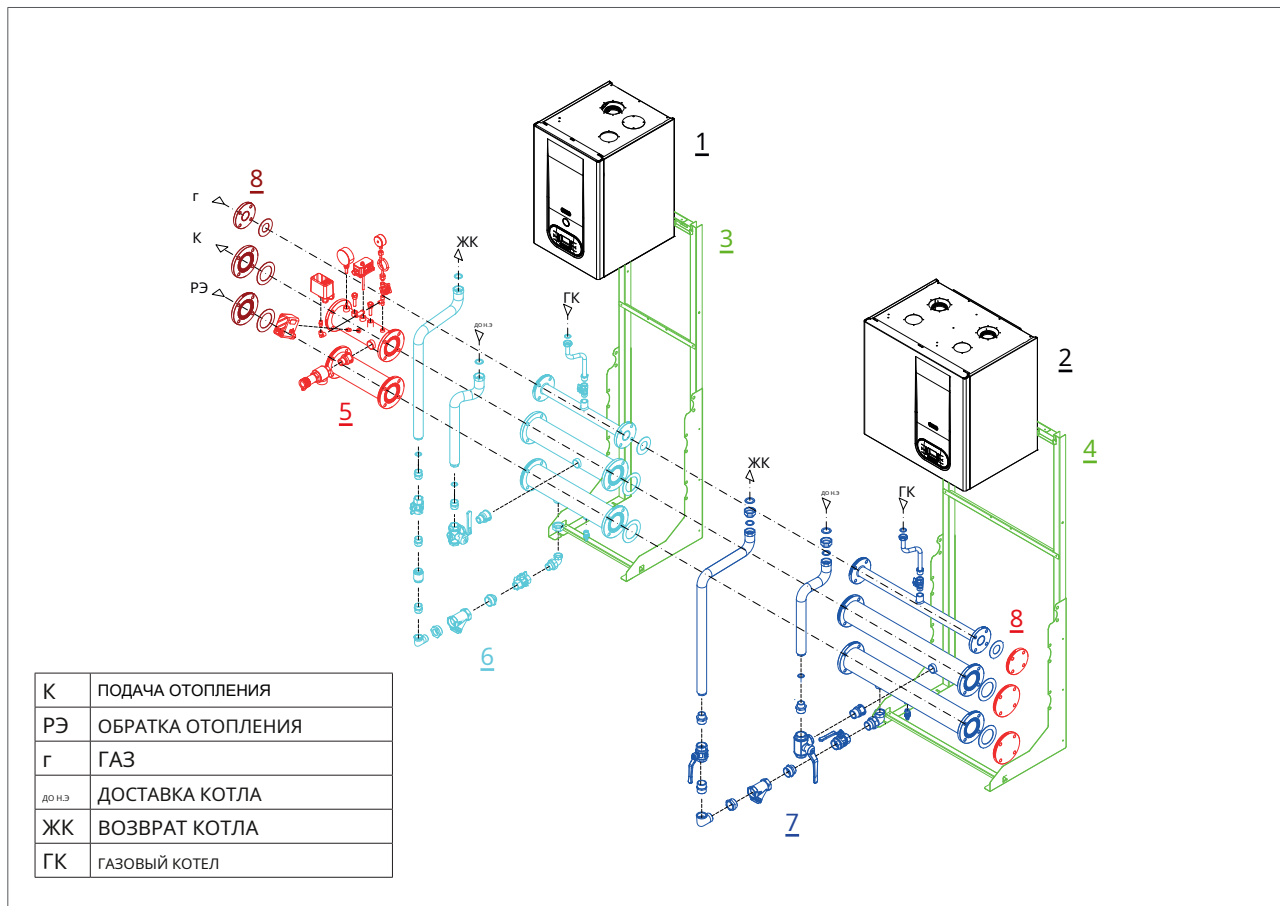 1
8
г
3
К
ЖК
РЭ
ГК
до н.э
2
5
4
ЖК
до н.э
ГК
8
6
7
К ПОДАЧА ОТОПЛЕНИЯ
РЭ ОБРАТКА ОТОПЛЕНИЯ
г ГАЗ
до н.э ДОСТАВКА КОТЛА
ЖК ВОЗВРАТ КОТЛА
ГК ГАЗОВЫЙ КОТЕЛ